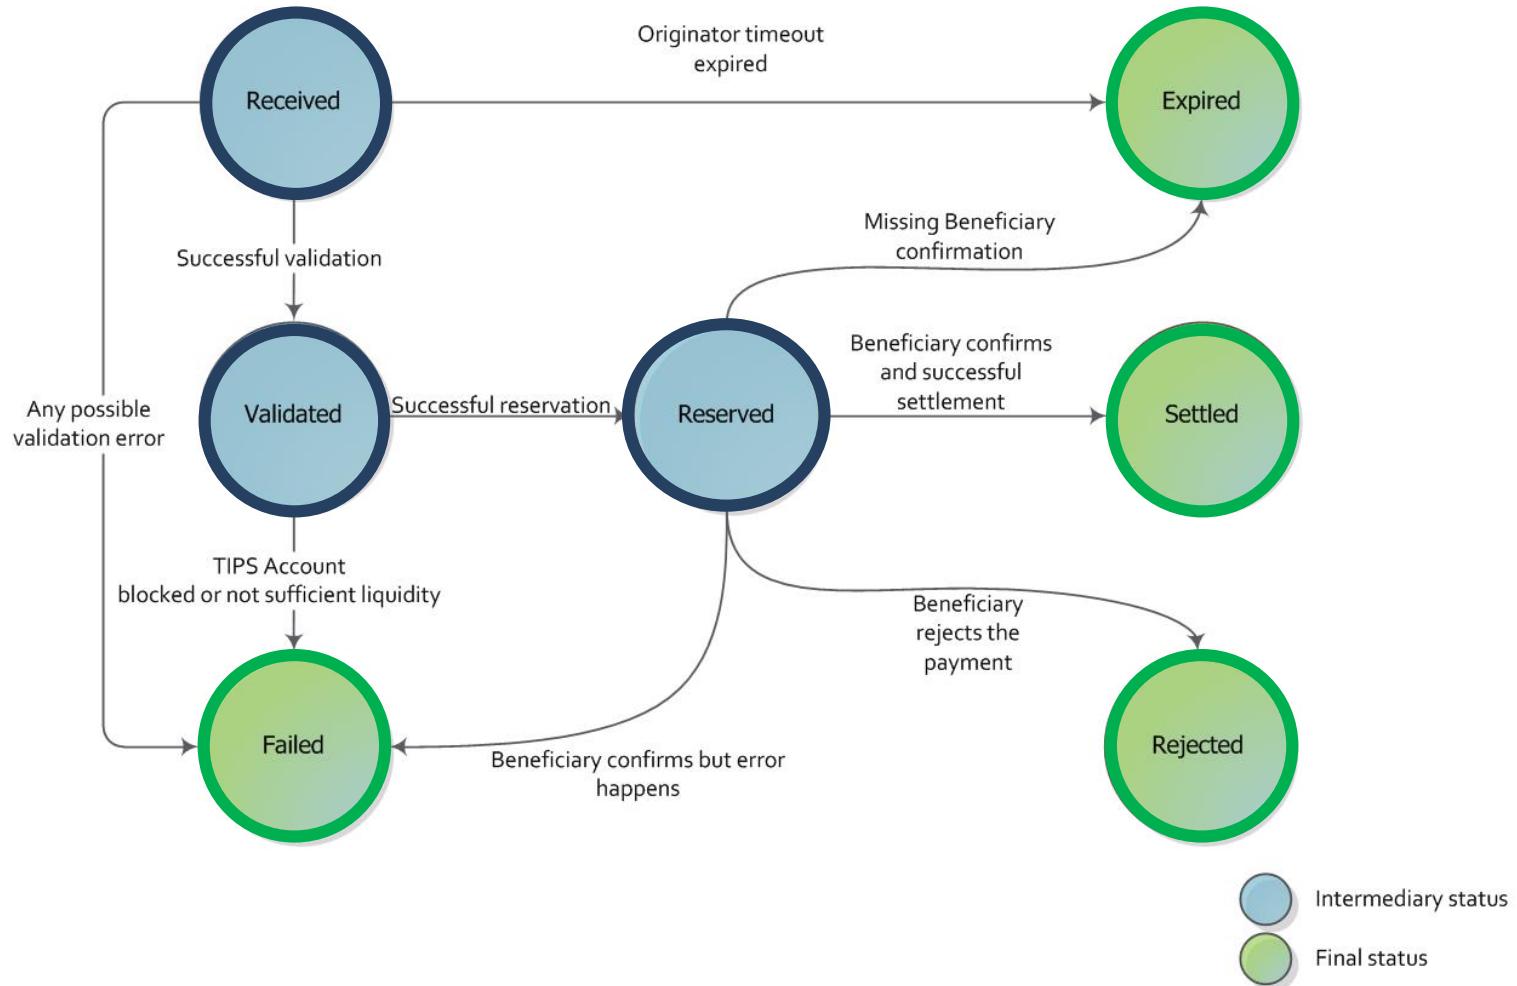 Originator timeout
expired
Received
Expired
Missing Beneficiary
confirmation
Successful validation
Beneficiary confirms
and successful
settlement
Any possible
validation error
Validated
Successful reservation
Reserved
Settled
TIPS Account
blocked or not sufficient liquidity
Beneficiary
rejects the
payment
Failed
Beneficiary confirms but error
happens
Rejected
Intermediary status
Final status